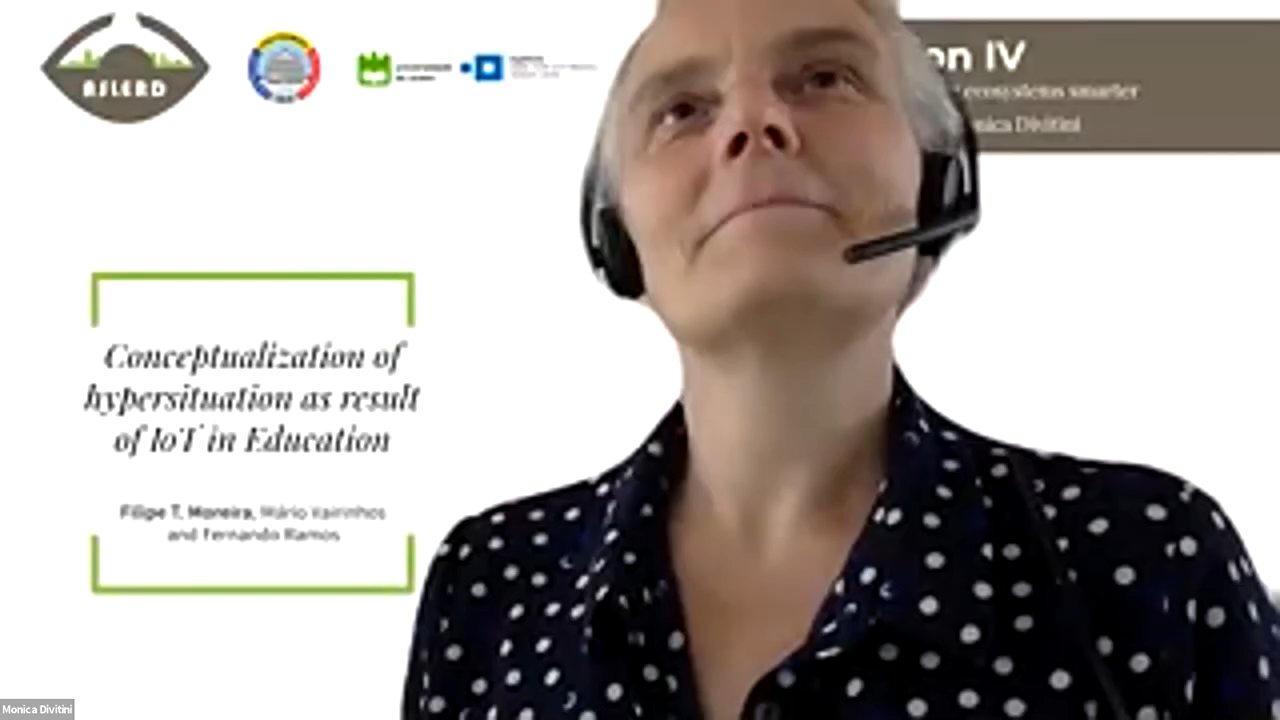 ASLERD
on IV
ecosystems smarter
nica Divitini
Conceptualization of
hypersituation as result
of IoT in Education
Filipe T. Moreira, Mário Vairinhos
and Fernando Ramos
Monica Divitini